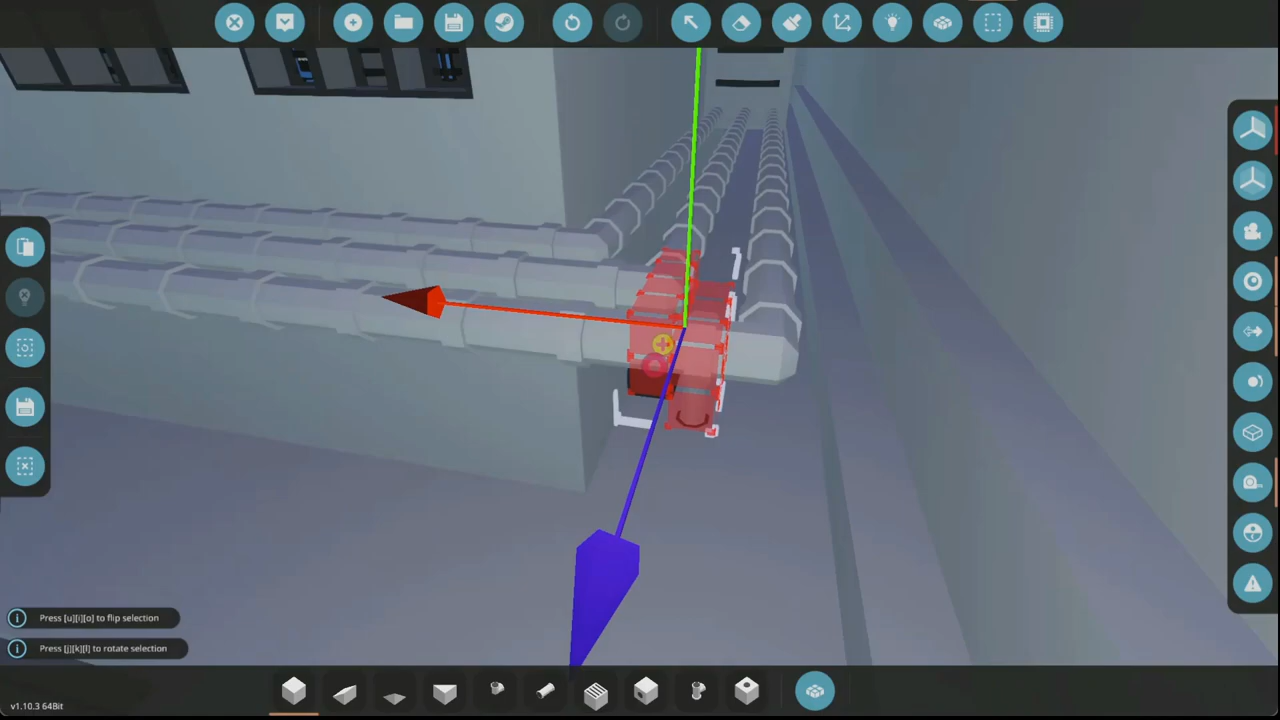 Press [u][i][o] to flip selection
Press [j][k][l] to rotate selection
v1.10.3 64Bit